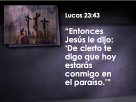 Lucas 23:43
"Entonces
Jesús le dijo:
'De cierto te
digo que hoy
estarás
conmigo en
el paraíso.'"